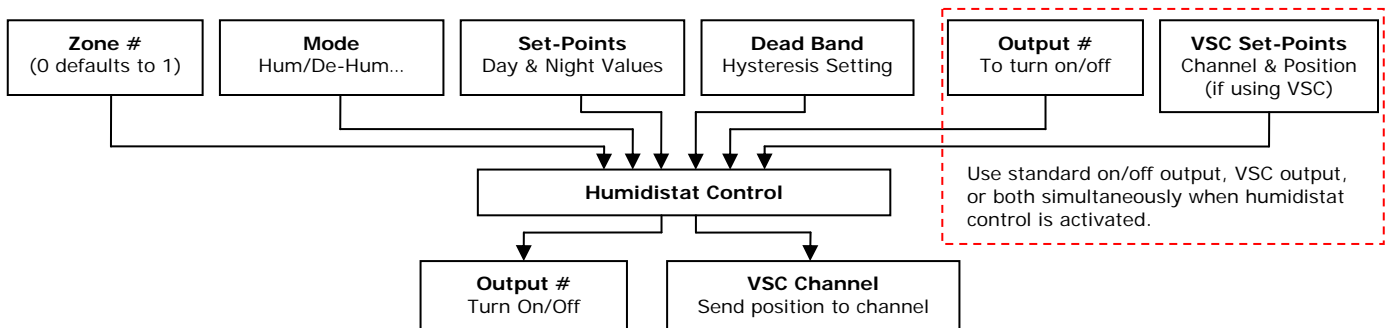 Zone #
(0 defaults to 1)
Mode
Hum/De-Hum...
Set-Points
Day & Night Values
Dead Band
Hysteresis Setting
Output #
To turn on/off
VSC Set-Points
Channel & Position
(if using VSC)
Use standard on/off output, VSC output,
or both simultaneously when humidistat
control is activated.
Humidistat Control
Output #
Turn On/Off
VSC Channel
Send position to channel